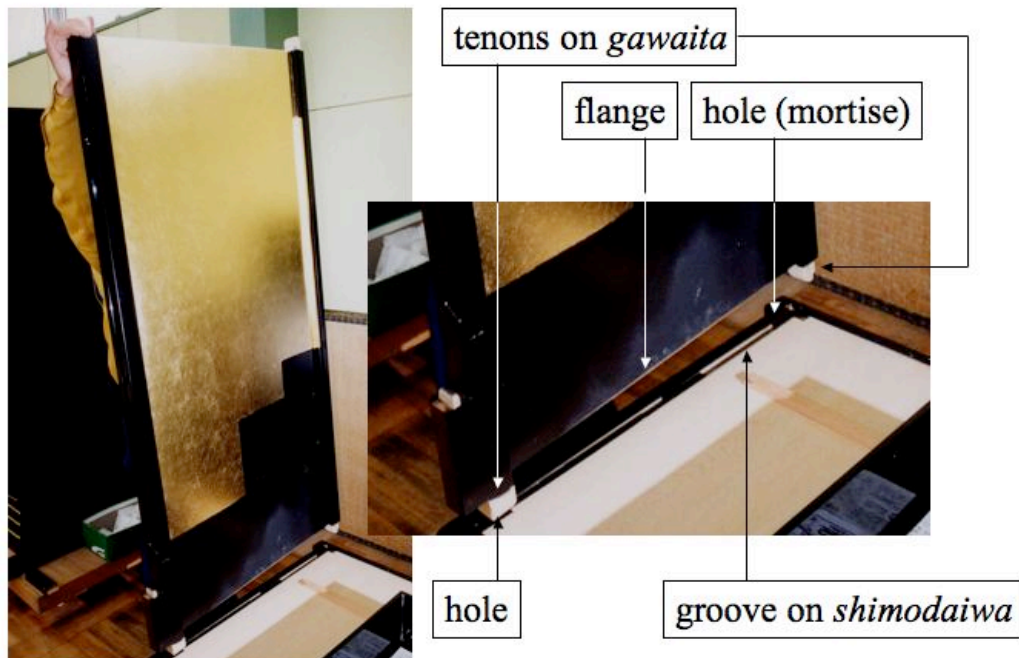 tenons on gawaita
flange
hole (mortise)
hole
groove on shimodaiwa